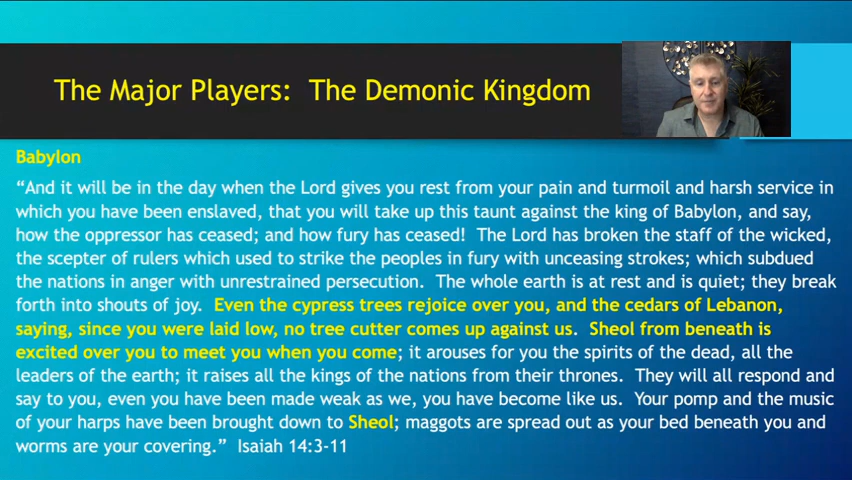 The Major Players:  The Demonic Kingdom
Babylon
“And it will be in the day when the Lord gives you rest from your pain and turmoil and harsh service in
which you have been enslaved, that you will take up this taunt against the king of Babylon, and say,
how the oppressor has ceased; and how fury has ceased!  The Lord has broken the staff of the wicked,
the scepter of rulers which used to strike the peoples in fury with unceasing strokes; which subdued
the nations in anger with unrestrained persecution.  The whole earth is at rest and is quiet; they break
forth into shouts of joy.  Even the cypress trees rejoice over you, and the cedars of Lebanon,
saying, since you were laid low, no tree cutter comes up against us.  Sheol from beneath is
excited over you to meet you when you come; it arouses for you the spirits of the dead, all the
leaders of the earth; it raises all the kings of the nations from their thrones.  They will all respond and
say to you, even you have been made weak as we, you have become like us.  Your pomp and the music
of your harps have been brought down to Sheol; maggots are spread out as your bed beneath you and
worms are your covering.”  Isaiah 14:3-11